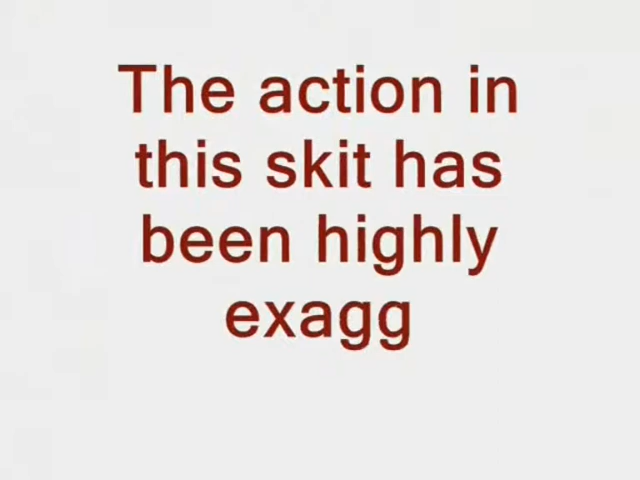 The action in
this skit has
been highly
exagg